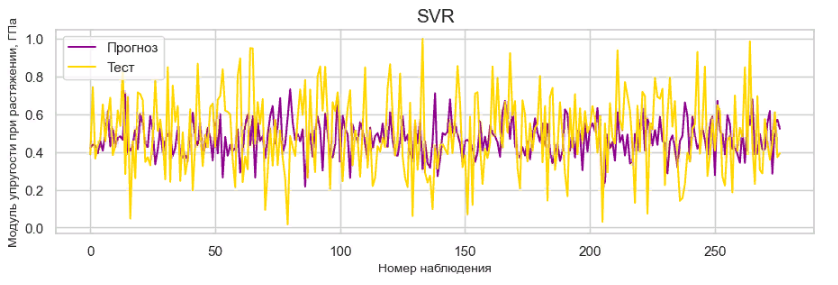 SVR
Модуль упругости при растяжении, ГПа
1.0
0.8
0.6
0.4
0.2
0.0
Прогноз
Тест
0 50 100 150 200 250
Номер наблюдения